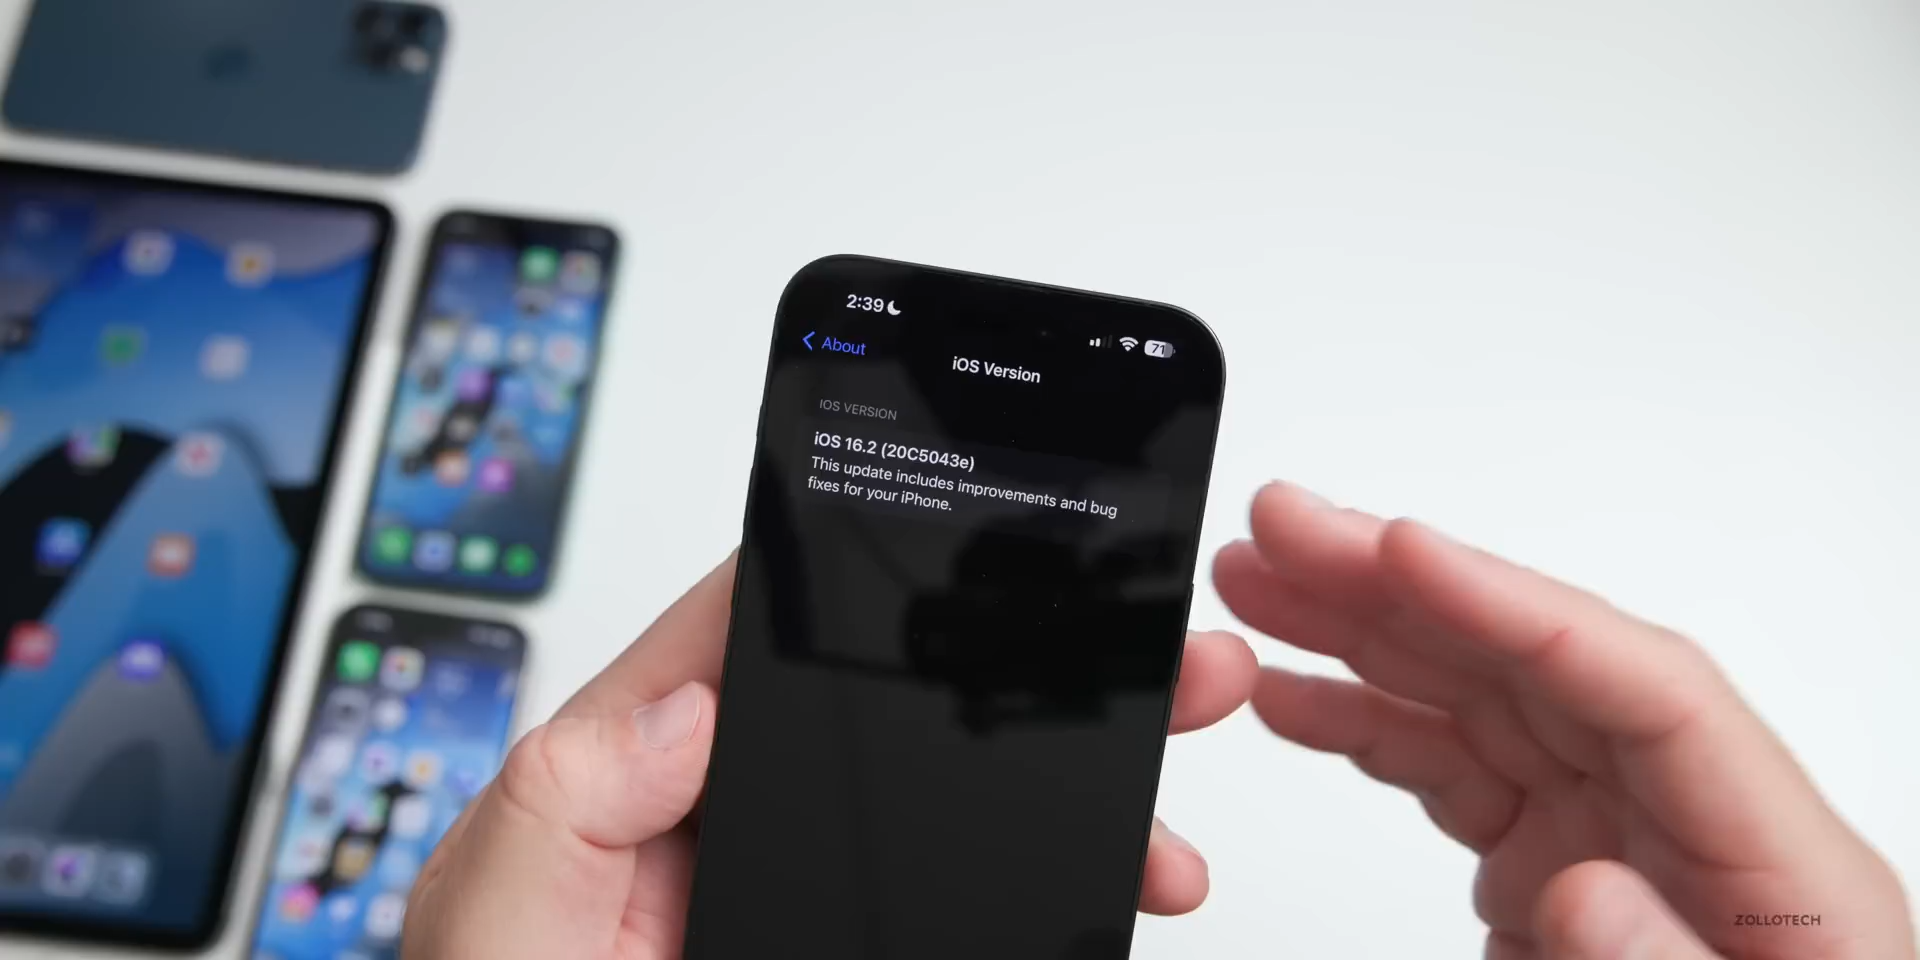 2:39
71
About
iOS Version
IOS VERSION
iOS 16.2 (20C5043e)
This update includes improvements and bug
fixes for your iPhone.
ZOLLOTECH